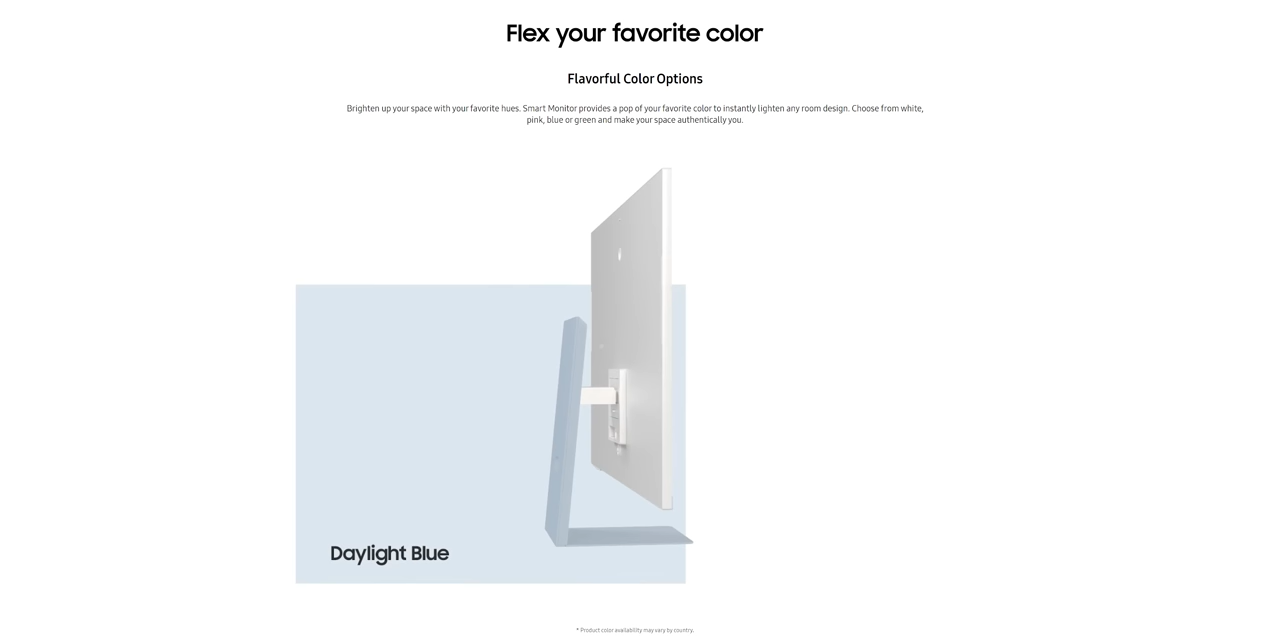 Flex your favorite color
Flavorful Color Options
Brighten up your space with your favorite hues. Smart Monitor provides a pop of your favorite color to instantly lighten any room design. Choose from white,
pink, blue or green and make your space authentically you.
Daylight Blue
* Product color availability may vary by country.